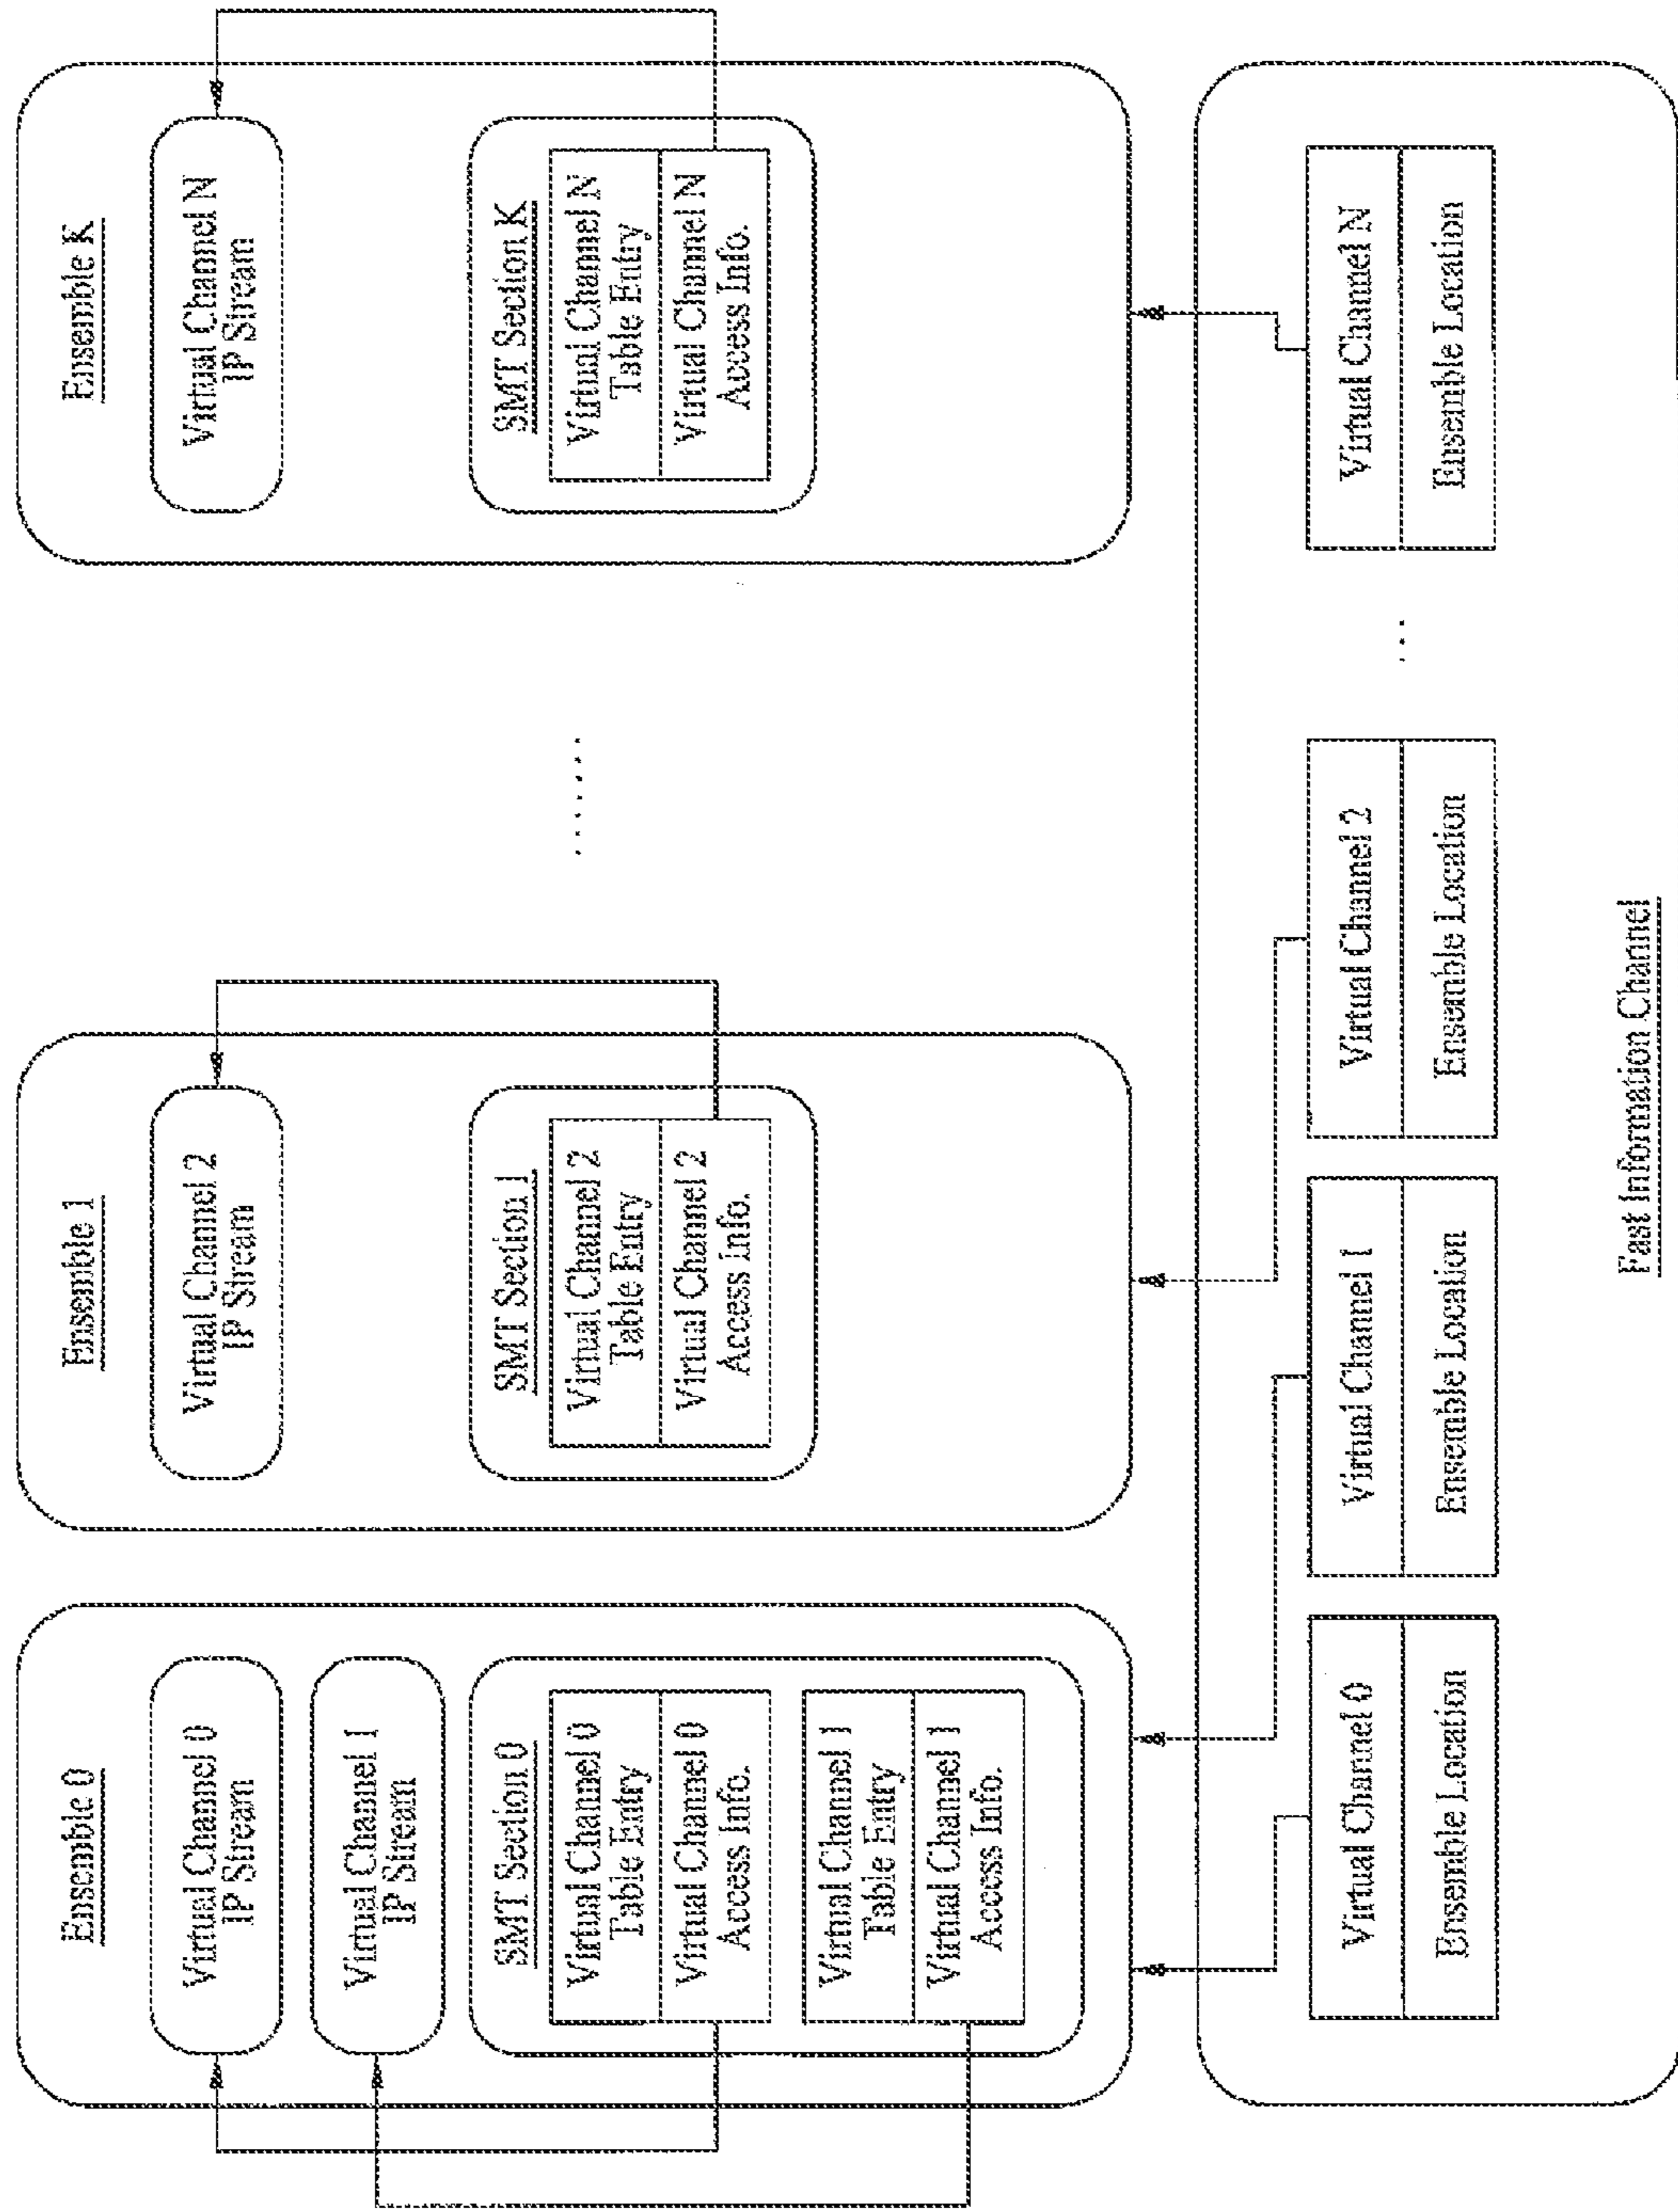 Ensemble 0
Virtual Channel 0
IP Stream
Virtual Channel 1
IP Stream
SMT Section 0
Virtual Channel 0
Table Entry
Virtual Channel 0
Access Info.
Virtual Channel 1
Table Entry
Virtual Channel 1
Access Info.
Ensemble 1
Virtual Channel 2
IP Stream
SMT Section 1
Virtual Channel 2
Table Entry
Virtual Channel 2
Access Info.
.......
Ensemble K
Virtual Channel N
IP Stream
SMT Section K
Virtual Channel N
Table Entry
Virtual Channel N
Access Info.
Virtual Channel 0
Ensemble Location
Virtual Channel 1
Ensemble Location
Virtual Channel 2
Ensemble Location
...
Virtual Channel N
Ensemble Location
Fast Information Channel